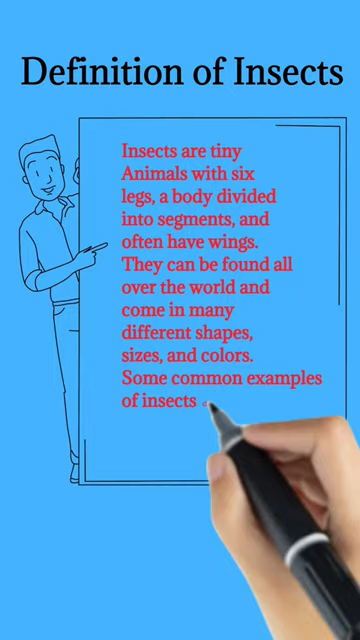 Definition of Insects
Insects are tiny
Animals with six
legs, a body divided
into segments, and
often have wings.
They can be found all
over the world and
come in many
different shapes,
sizes, and colors.
Some common examples
of insects